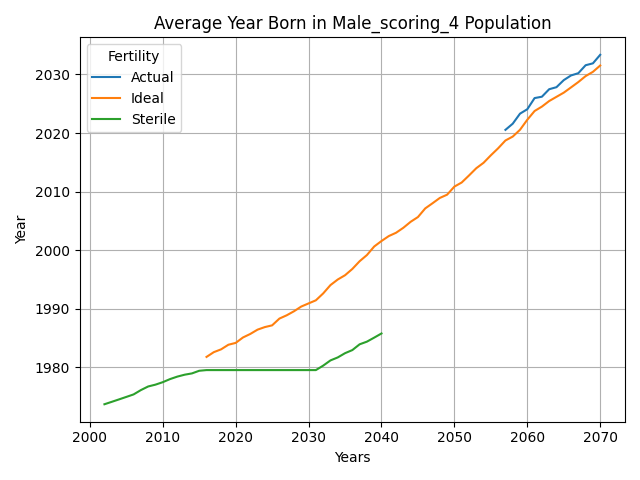 Average Year Born in Male_scoring_4 Population
Fertility
Actual
Ideal
Sterile
Year
2030
2020
2010
2000
1990
1980
2000 2010 2020 2030 2040 2050 2060 2070
Years